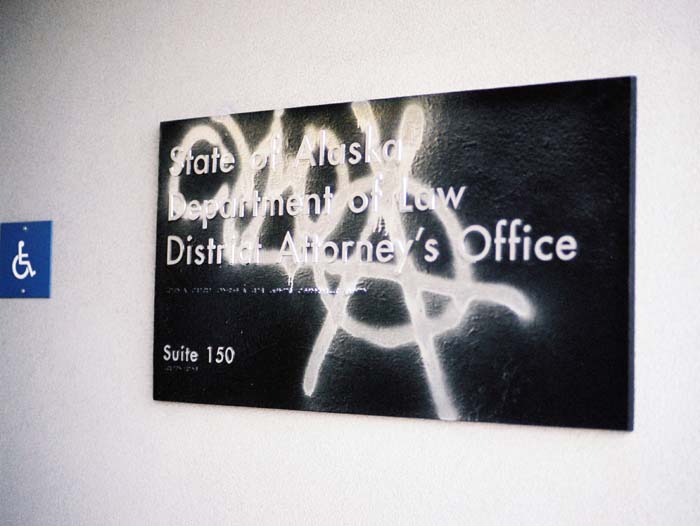 State of Alaska
Department of Law
District Attorney's Office
Suite 150